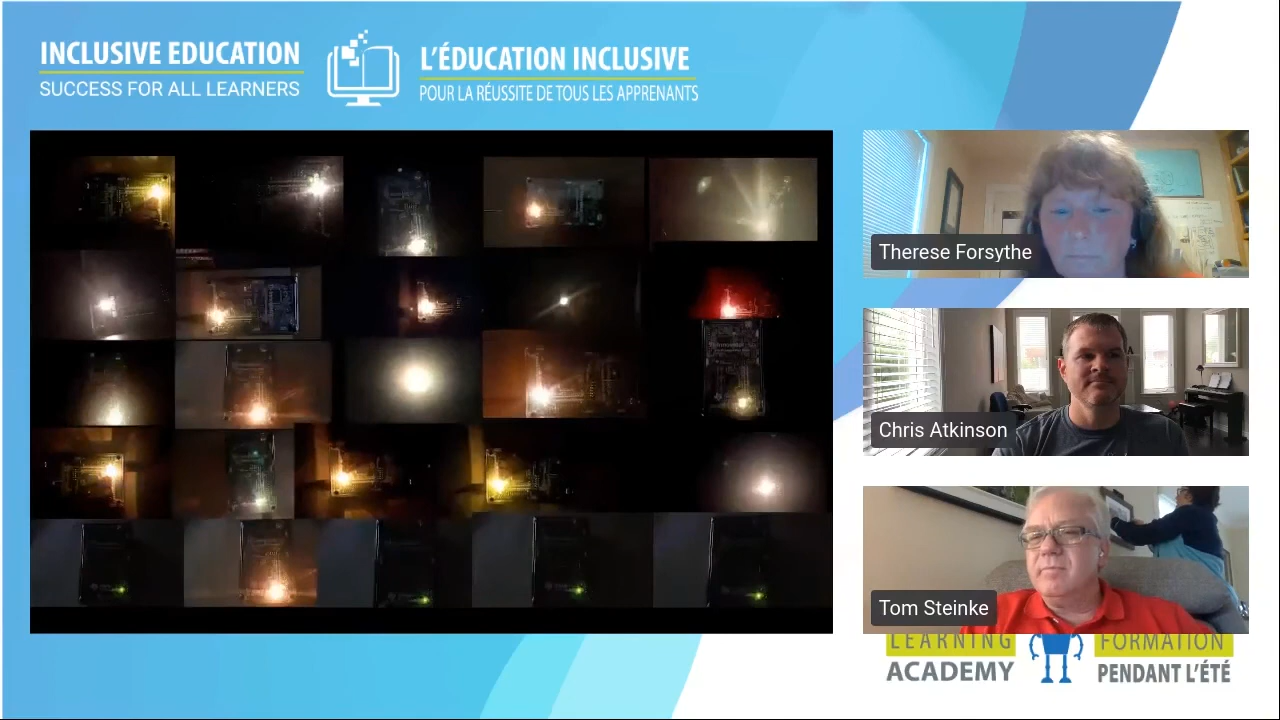 INCLUSIVE EDUCATION
SUCCESS FOR ALL LEARNERS
L'ÉDUCATION INCLUSIVE
POUR LA RÉUSSITE DE TOUS LES APPRENANTS
Therese Forsythe
Chris Atkinson
Tom Steinke
LEARNING
ACADEMY
FORMATION
PENDANT L'ÉTÉ